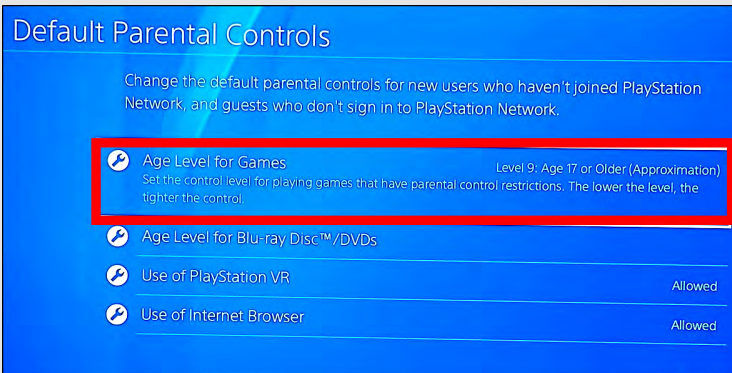 Default Parental Controls
Change the default parental controls for new users who haven't joined PlayStation
Network, and guests who don't sign in to PlayStation Network.
Age Level for Games
Level 9: Age 17 or Older (Approximation)
Set the control level for playing games that have parental control restrictions. The lower the level, the
tighter the control.
Age Level for Blu-ray Disc™/DVDs
Use of PlayStation VR
Allowed
Use of Internet Browser
Allowed